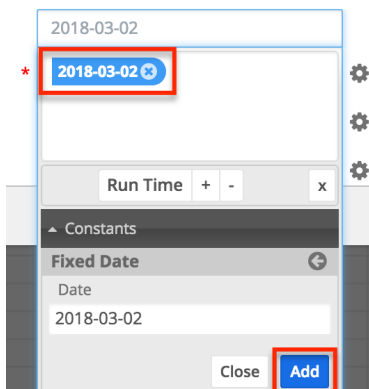 2018-03-02
* 2018-03-02
Run Time + - x
Constants
Fixed Date
Date
2018-03-02
Close Add